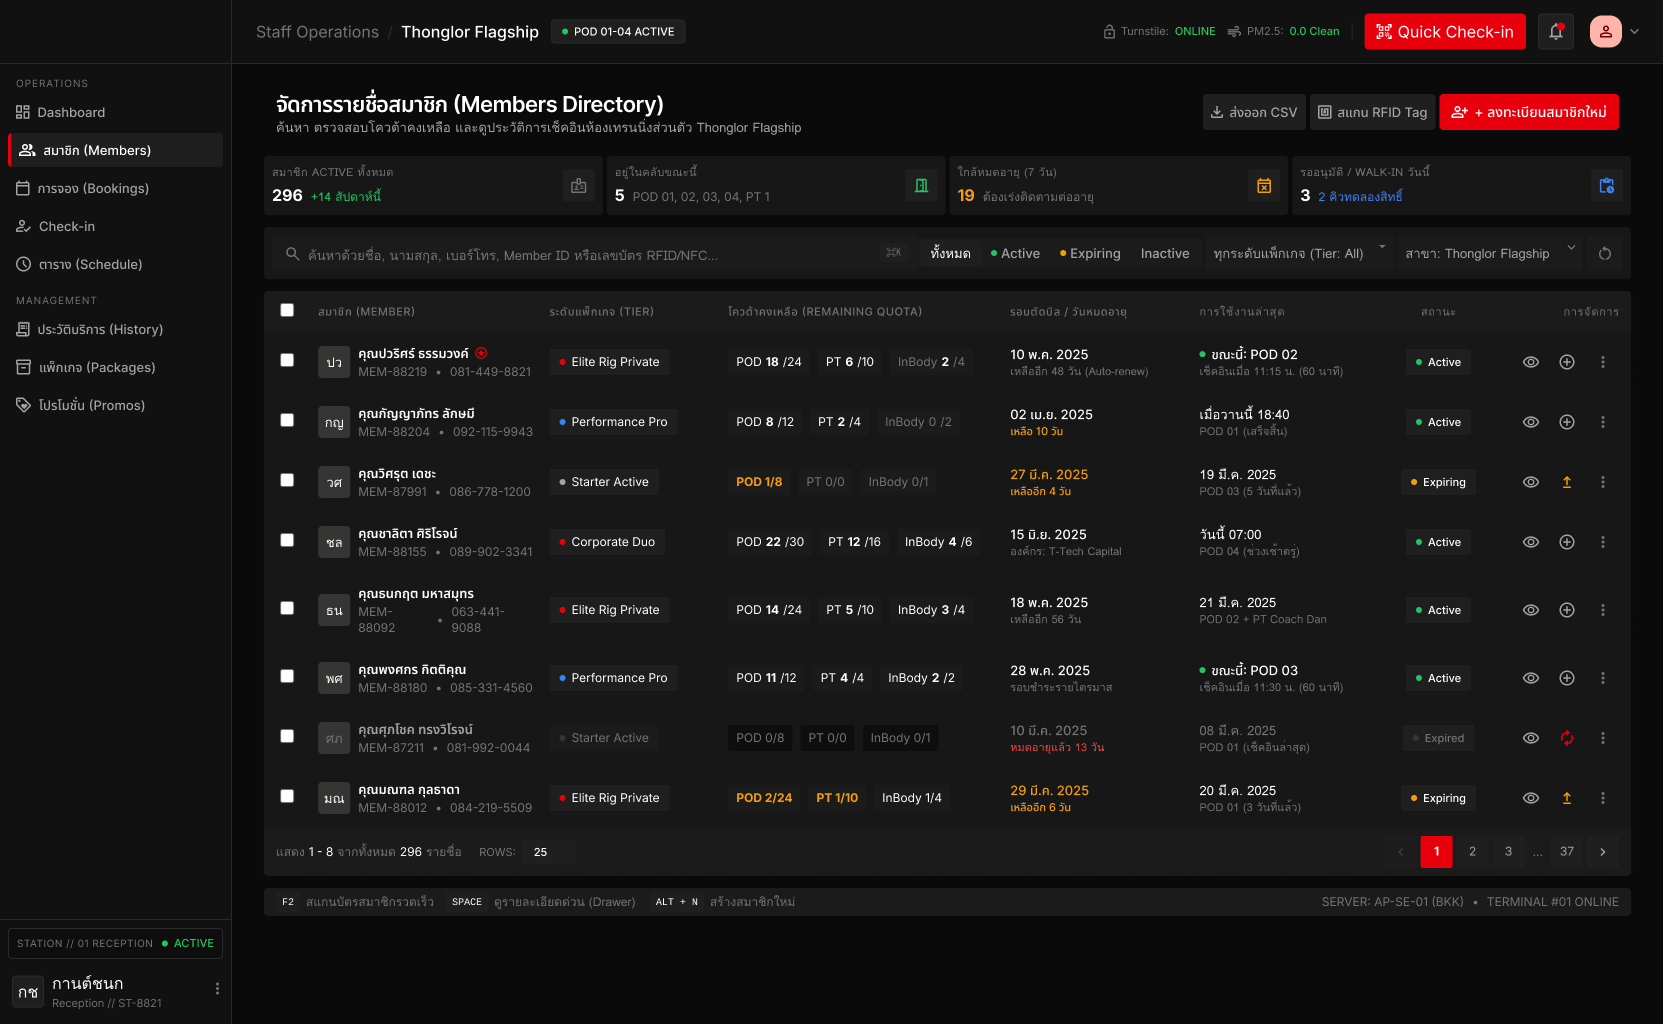 Staff Operations / Thonglor Flagship
POD 01-04 ACTIVE
Turnstile: ONLINE
PM2.5: 0.0 Clean
Quick Check-in
OPERATIONS
Dashboard
สมาชิก (Members)
การจอง (Bookings)
Check-in
ตาราง (Schedule)
MANAGEMENT
ประวัติบริการ (History)
แพ็กเกจ (Packages)
โปรโมชั่น (Promos)
STATION // 01 RECEPTION ACTIVE
กช
กานต์ชนก
Reception // ST-8821
จัดการรายชื่อสมาชิก (Members Directory)
ค้นหา ตรวจสอบโควต้าคงเหลือ และดูประวัติการเช็คอินห้องเทรนนิ่งส่วนตัว Thonglor Flagship
ส่งออก CSV
สแกน RFID Tag
+ ลงทะเบียนสมาชิกใหม่
สมาชิก ACTIVE ทั้งหมด
296 +14 สัปดาห์นี้
อยู่ในคลับขณะนี้
5 POD 01, 02, 03, 04, PT 1
ใกล้หมดอายุ (7 วัน)
19 ต้องเร่งติดตามต่ออายุ
รออนุมัติ / WALK-IN วันนี้
3 2 คิวทดลองสิทธิ์
ค้นหาด้วยชื่อ, นามสกุล, เบอร์โทร, Member ID หรือเลขบัตร RFID/NFC...
⌘K
ทั้งหมด
Active
Expiring
Inactive
ทุกระดับแพ็กเกจ (Tier: All)
สาขา: Thonglor Flagship
สมาชิก (MEMBER) ระดับแพ็กเกจ (TIER) โควต้าคงเหลือ (REMAINING QUOTA) รอบตัดบิล / วันหมดอายุ การใช้งานล่าสุด สถานะ การจัดการ
ปว คุณปวริศร์ ธรรมวงศ์ Elite Rig Private POD 18 /24 PT 6 /10 InBody 2 /4 10 พ.ค. 2025 ขณะนี้: POD 02 Active
MEM-88219 • 081-449-8821 เหลืออีก 48 วัน (Auto-renew) เช็คอินเมื่อ 11:15 น. (60 นาที)
กญ คุณกัญญาภัทร ลักษมี Performance Pro POD 8 /12 PT 2 /4 InBody 0 /2 02 เม.ย. 2025 เมื่อวานนี้ 18:40 Active
MEM-88204 • 092-115-9943 เหลือ 10 วัน POD 01 (เสร็จสิ้น)
วศ คุณวิศรุต เดชะ Starter Active POD 1/8 PT 0/0 InBody 0/1 27 มี.ค. 2025 19 มี.ค. 2025 Expiring
MEM-87991 • 086-778-1200 เหลืออีก 4 วัน POD 03 (5 วันที่แล้ว)
ชล คุณชาลิตา ศิริโรจน์ Corporate Duo POD 22 /30 PT 12 /16 InBody 4 /6 15 มิ.ย. 2025 วันนี้ 07:00 Active
MEM-88155 • 089-902-3341 องค์กร: T-Tech Capital POD 04 (ช่วงเช้าตรู่)
ธน คุณธนกฤต มหาสมุทร Elite Rig Private POD 14 /24 PT 5 /10 InBody 3 /4 18 พ.ค. 2025 21 มี.ค. 2025 Active
MEM-88092 • 063-441-9088 เหลืออีก 56 วัน POD 02 + PT Coach Dan
พศ คุณพงศกร กิตติคุณ Performance Pro POD 11 /12 PT 4 /4 InBody 2 /2 28 พ.ค. 2025 ขณะนี้: POD 03 Active
MEM-88180 • 085-331-4560 รอบชำระรายไตรมาส เช็คอินเมื่อ 11:30 น. (60 นาที)
ศภ คุณศุภโชค ทรงวิโรจน์ Starter Active POD 0/8 PT 0/0 InBody 0/1 10 มี.ค. 2025 08 มี.ค. 2025 Expired
MEM-87211 • 081-992-0044 หมดอายุแล้ว 13 วัน POD 01 (เช็คอินล่าสุด)
มณ คุณมณฑล กุลธาดา Elite Rig Private POD 2/24 PT 1/10 InBody 1/4 29 มี.ค. 2025 20 มี.ค. 2025 Expiring
MEM-88012 • 084-219-5509 เหลืออีก 6 วัน POD 01 (3 วันที่แล้ว)
แสดง 1 - 8 จากทั้งหมด 296 รายชื่อ ROWS: 25
‹ 1 2 3 ... 37 ›
F2 สแกนบัตรสมาชิกรวดเร็ว SPACE ดูรายละเอียดด่วน (Drawer) ALT + N สร้างสมาชิกใหม่
SERVER: AP-SE-01 (BKK) • TERMINAL #01 ONLINE